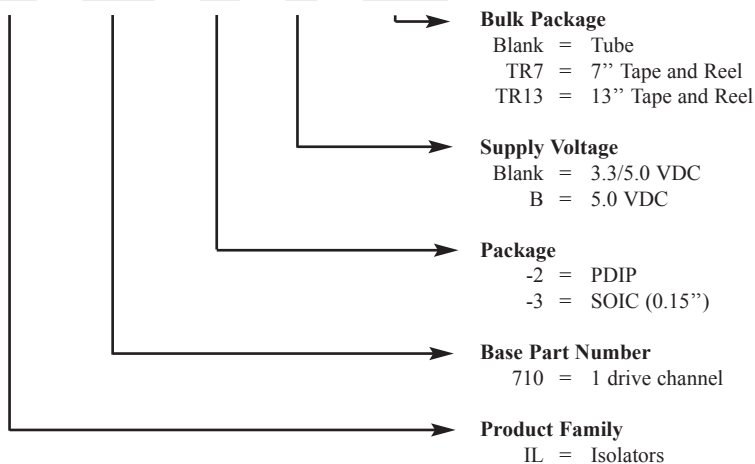 Bulk Package
Blank = Tube
TR7 = 7’’ Tape and Reel
TR13 = 13’’ Tape and Reel
Supply Voltage
Blank = 3.3/5.0 VDC
B = 5.0 VDC
Package
-2 = PDIP
-3 = SOIC (0.15’’)
Base Part Number
710 = 1 drive channel
Product Family
IL = Isolators